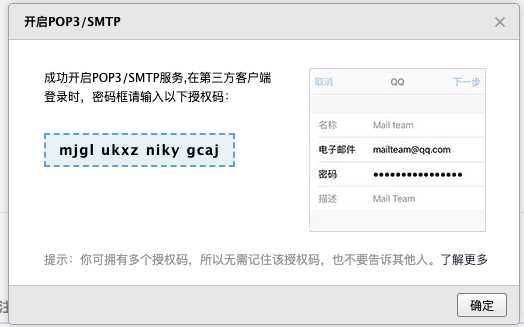 开启POP3/SMTP
成功开启POP3/SMTP服务,在第三方客户端
登录时，密码框请输入以下授权码：
mjgl ukxz niky gcaj
取消 QQ 下一步
名称 Mail team
电子邮件 mailteam@qq.com
密码 ●●●●●●●●●●●●●●●●
描述 Mail Team
提示：你可拥有多个授权码，所以无需记住该授权码，也不要告诉其他人。了解更多
注
确定